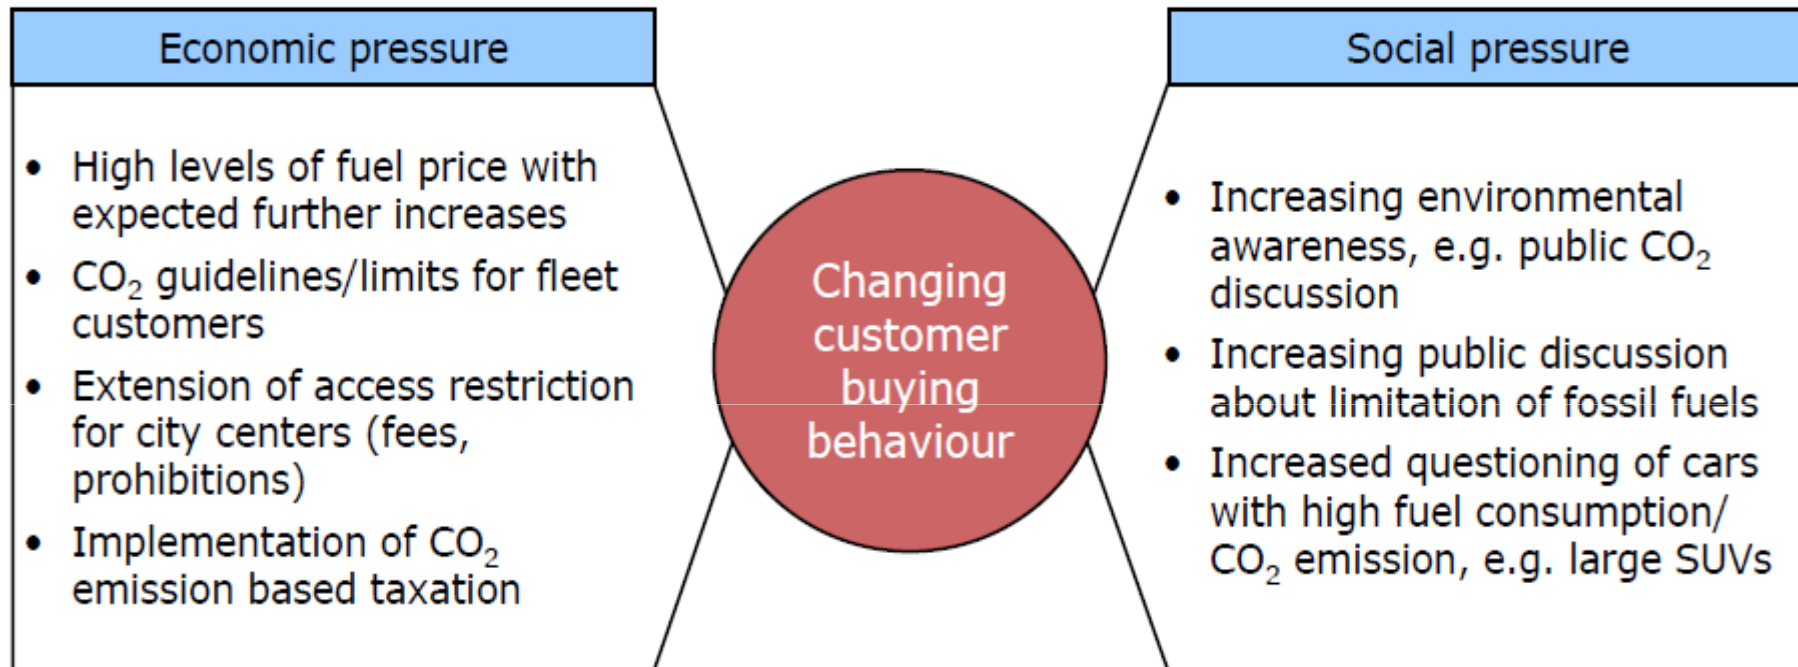 Economic pressure
• High levels of fuel price with
expected further increases
• CO₂ guidelines/limits for fleet
customers
• Extension of access restriction
for city centers (fees,
prohibitions)
• Implementation of CO₂
emission based taxation
Changing
customer
buying
behaviour
Social pressure
• Increasing environmental
awareness, e.g. public CO₂
discussion
• Increasing public discussion
about limitation of fossil fuels
• Increased questioning of cars
with high fuel consumption/
CO₂ emission, e.g. large SUVs